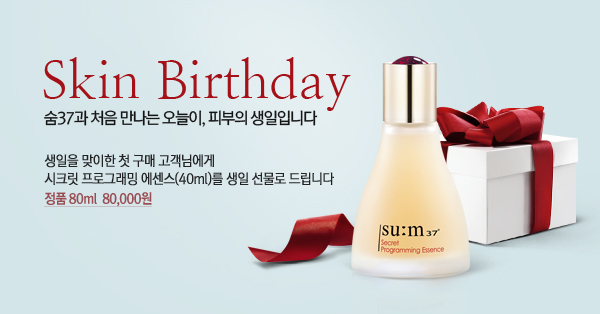 Skin Birthday
숨37과 처음 만나는 오늘이, 피부의 생일입니다
생일을 맞이한 첫 구매 고객님에게
시크릿 프로그래밍 에센스(40ml)를 생일 선물로 드립니다
정품 80ml 80,000원
su:m37°
Secret
Programming Essence